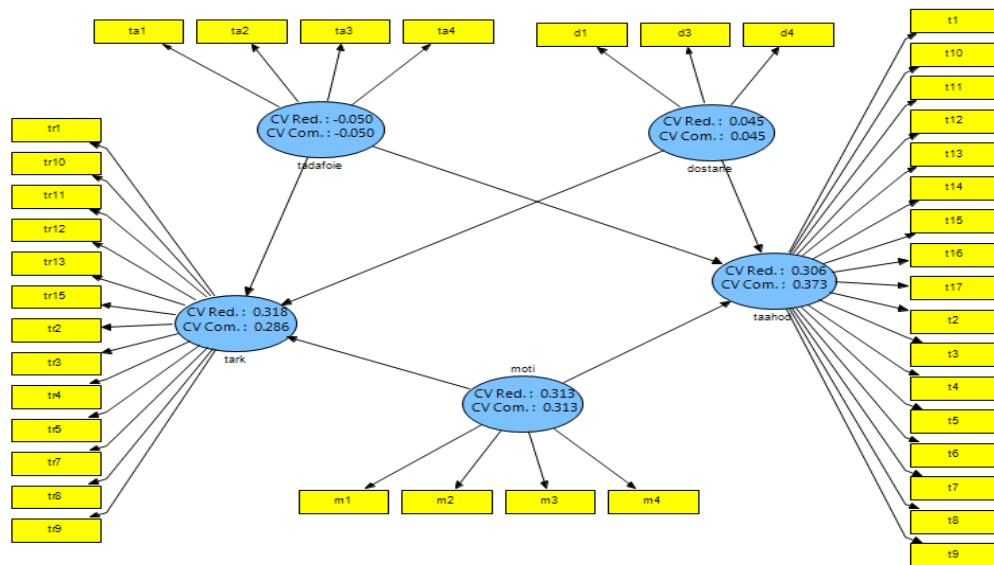 ta1
ta2
ta3
ta4
d1
d3
d4
CV Red. : -0.050
CV Com. : -0.050
tadafoie
CV Red. : 0.045
CV Com. : 0.045
dostane
tr1
tr10
tr11
tr12
tr13
tr15
tr2
tr3
tr4
tr5
tr7
tr8
tr9
CV Red. : 0.318
CV Com. : 0.286
tark
CV Red. : 0.306
CV Com. : 0.373
taahod
moti
CV Red. : 0.313
CV Com. : 0.313
m1
m2
m3
m4
t1
t10
t11
t12
t13
t14
t15
t16
t17
t2
t3
t4
t5
t6
t7
t8
t9